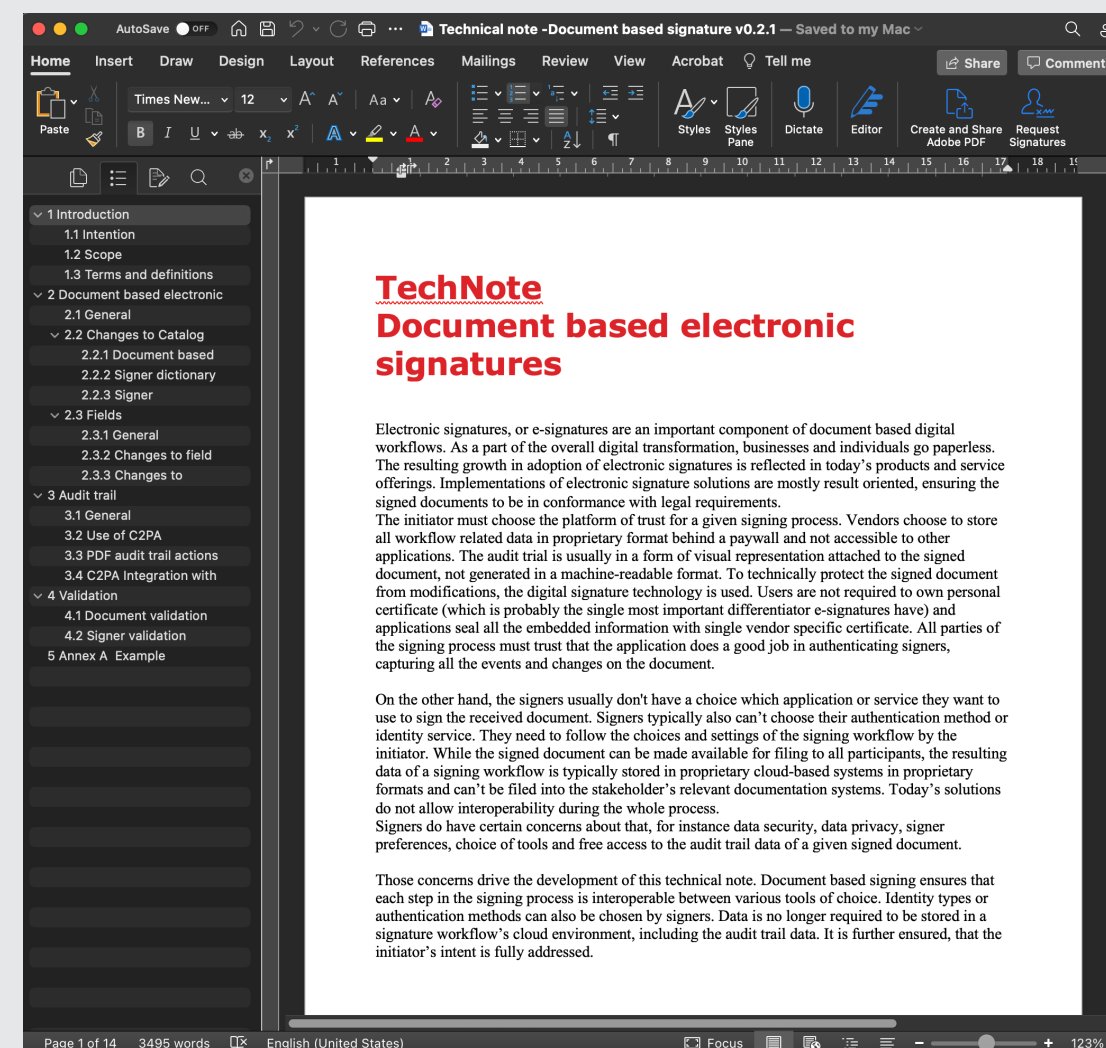 AutoSave OFF Technical note -Document based signature v0.2.1 — Saved to my Mac
Home Insert Draw Design Layout References Mailings Review View Acrobat Tell me Share Comment
Paste Times New... 12 A A Aa A
B I U ab x₂ x² A A Styles Styles Pane Dictate Editor Create and Share Adobe PDF Request Signatures
1 1 2 3 4 5 6 7 8 9 10 11 12 13 14 15 16 17 18 19
1 Introduction
1.1 Intention
1.2 Scope
1.3 Terms and definitions
2 Document based electronic
2.1 General
2.2 Changes to Catalog
2.2.1 Document based
2.2.2 Signer dictionary
2.2.3 Signer
2.3 Fields
2.3.1 General
2.3.2 Changes to field
2.3.3 Changes to
3 Audit trail
3.1 General
3.2 Use of C2PA
3.3 PDF audit trail actions
3.4 C2PA Integration with
4 Validation
4.1 Document validation
4.2 Signer validation
5 Annex A Example
TechNote
Document based electronic
signatures
Electronic signatures, or e-signatures are an important component of document based digital
workflows. As a part of the overall digital transformation, businesses and individuals go paperless.
The resulting growth in adoption of electronic signatures is reflected in today's products and service
offerings. Implementations of electronic signature solutions are mostly result oriented, ensuring the
signed documents to be in conformance with legal requirements.
The initiator must choose the platform of trust for a given signing process. Vendors choose to store
all workflow related data in proprietary format behind a paywall and not accessible to other
applications. The audit trial is usually in a form of visual representation attached to the signed
document, not generated in a machine-readable format. To technically protect the signed document
from modifications, the digital signature technology is used. Users are not required to own personal
certificate (which is probably the single most important differentiator e-signatures have) and
applications seal all the embedded information with single vendor specific certificate. All parties of
the signing process must trust that the application does a good job in authenticating signers,
capturing all the events and changes on the document.
On the other hand, the signers usually don't have a choice which application or service they want to
use to sign the received document. Signers typically also can't choose their authentication method or
identity service. They need to follow the choices and settings of the signing workflow by the
initiator. While the signed document can be made available for filing to all participants, the resulting
data of a signing workflow is typically stored in proprietary cloud-based systems in proprietary
formats and can't be filed into the stakeholder's relevant documentation systems. Today's solutions
do not allow interoperability during the whole process.
Signers do have certain concerns about that, for instance data security, data privacy, signer
preferences, choice of tools and free access to the audit trail data of a given signed document.
Those concerns drive the development of this technical note. Document based signing ensures that
each step in the signing process is interoperable between various tools of choice. Identity types or
authentication methods can also be chosen by signers. Data is no longer required to be stored in a
signature workflow's cloud environment, including the audit trail data. It is further ensured, that the
initiator's intent is fully addressed.
Page 1 of 14 3495 words English (United States) Focus 123%